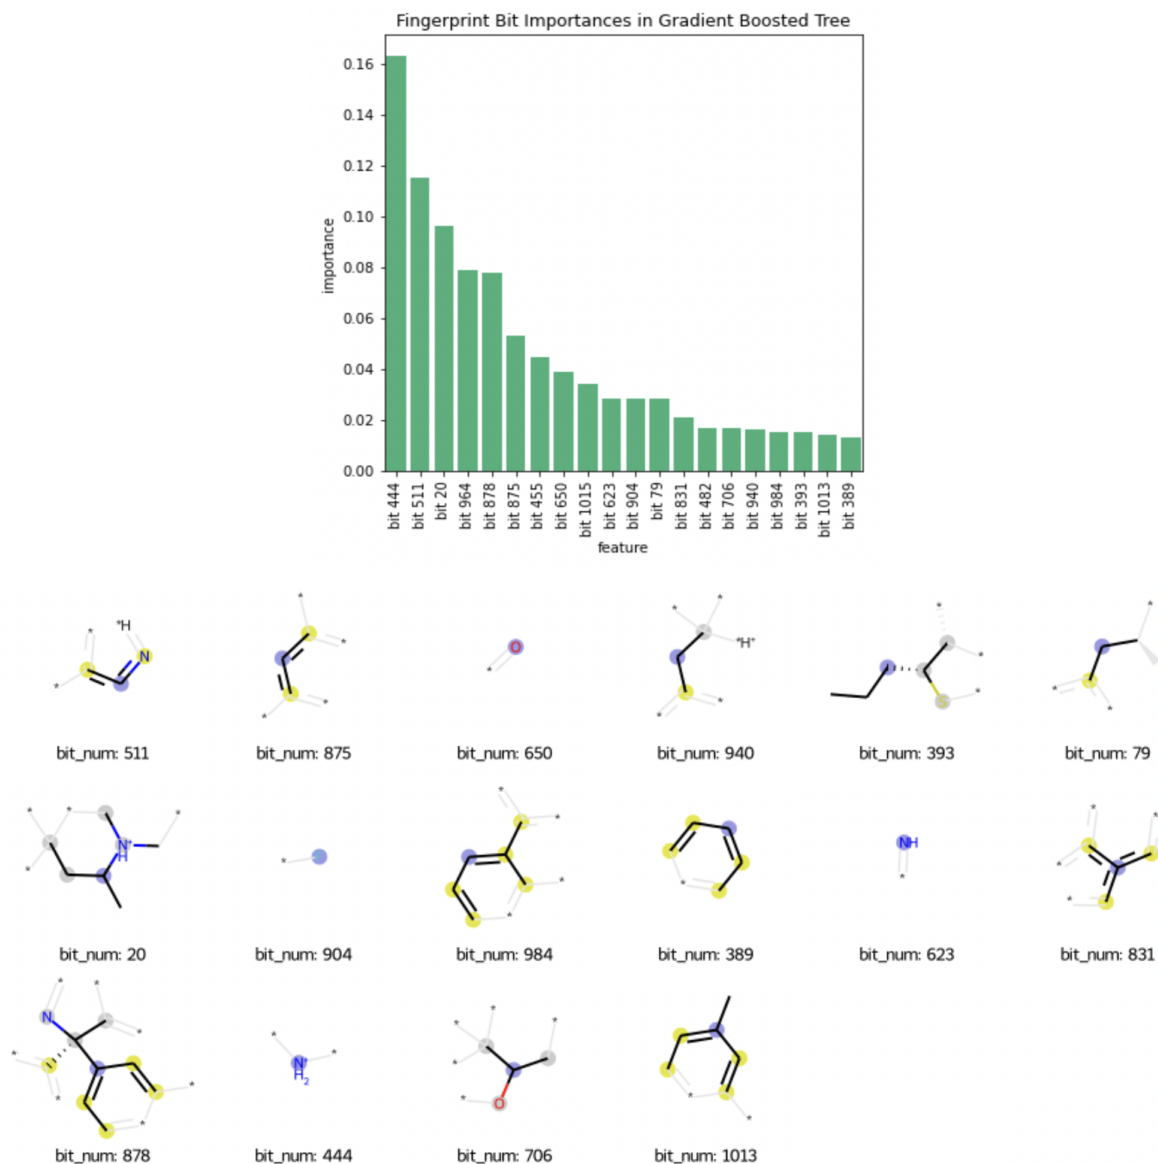 Fingerprint Bit Importances in Gradient Boosted Tree
0.16
0.14
0.12
0.10
0.08
0.06
0.04
0.02
0.00
importance
bit 444 bit 511 bit 20 bit 964 bit 878 bit 875 bit 455 bit 650 bit 1015 bit 623 bit 904 bit 79 bit 831 bit 482 bit 706 bit 940 bit 984 bit 393 bit 1013 bit 389
feature
*H N O *H+ S
bit_num: 511 bit_num: 875 bit_num: 650 bit_num: 940 bit_num: 393 bit_num: 79
N+ H NH
bit_num: 20 bit_num: 904 bit_num: 984 bit_num: 389 bit_num: 623 bit_num: 831
N N+ H2 O
bit_num: 878 bit_num: 444 bit_num: 706 bit_num: 1013